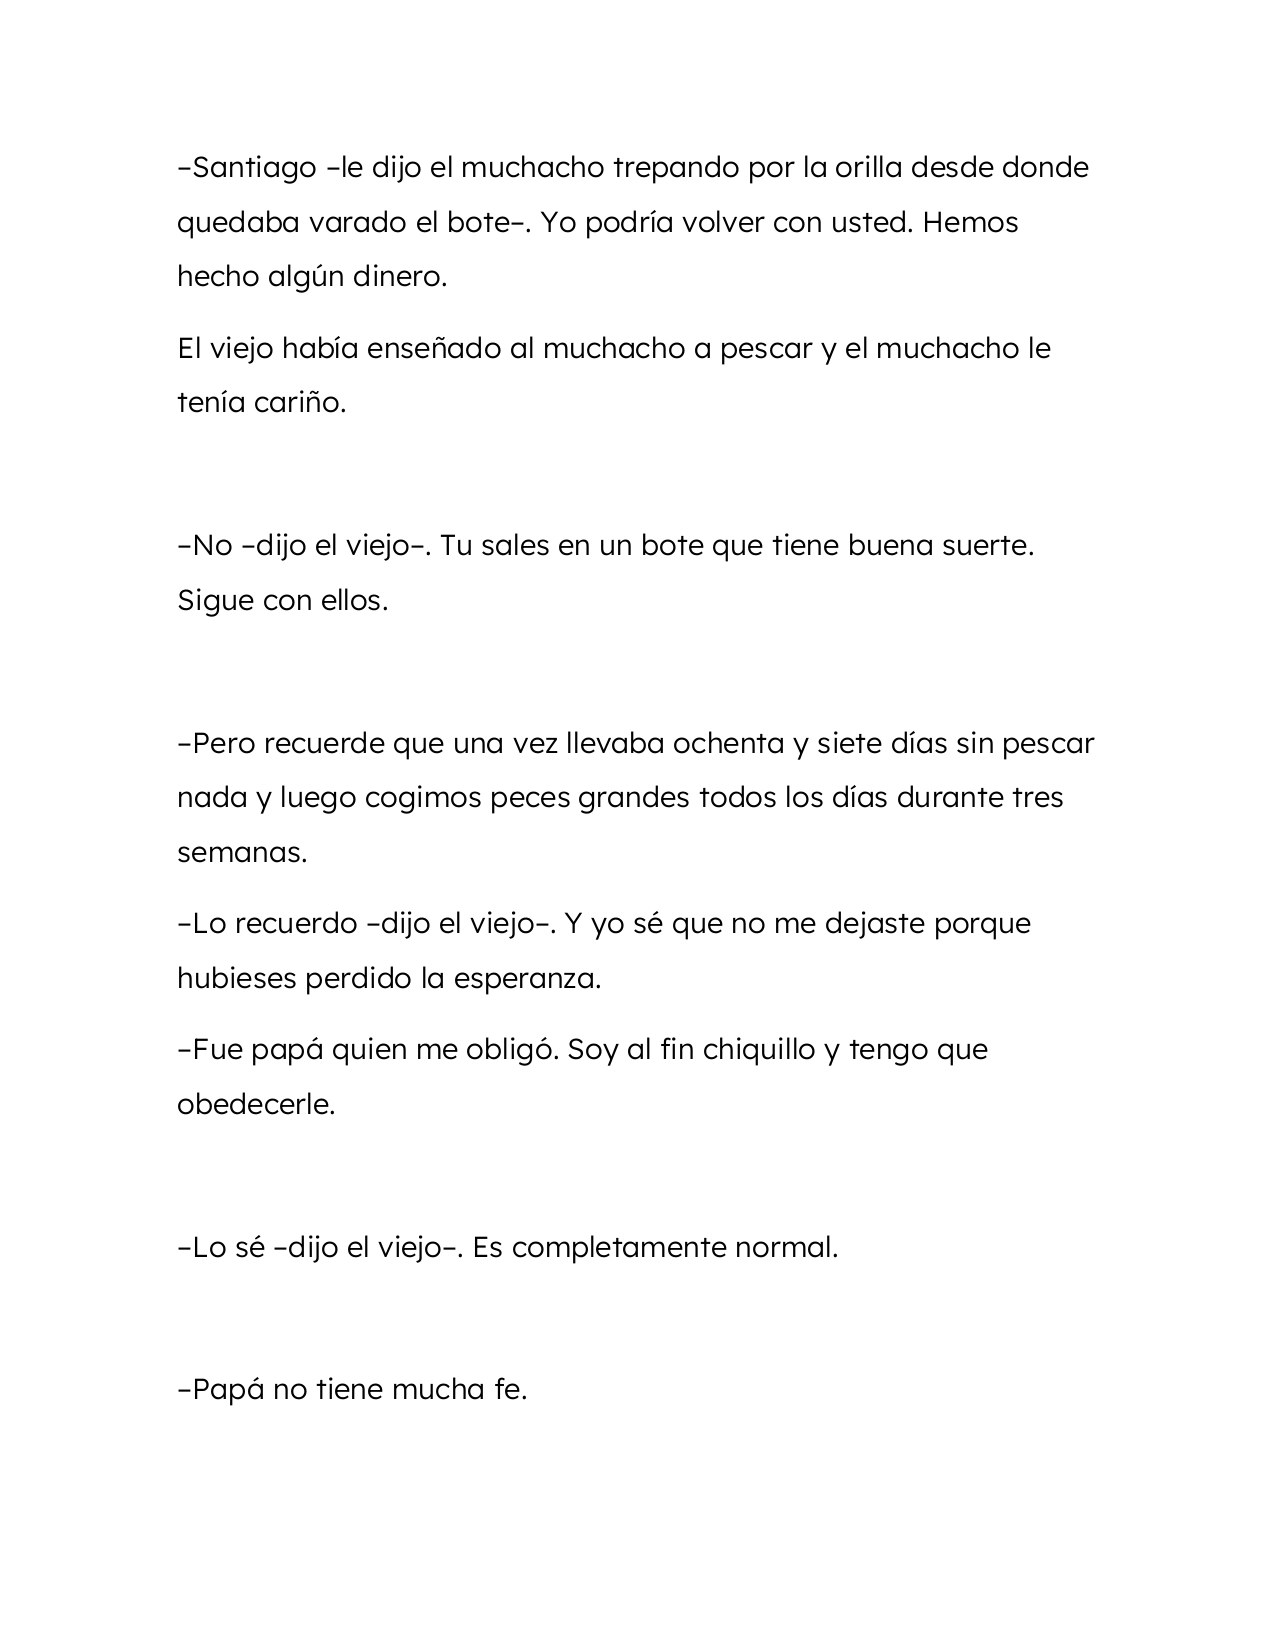 –Santiago –le dijo el muchacho trepando por la orilla desde donde
quedaba varado el bote–. Yo podría volver con usted. Hemos
hecho algún dinero.
El viejo había enseñado al muchacho a pescar y el muchacho le
tenía cariño.
–No –dijo el viejo–. Tu sales en un bote que tiene buena suerte.
Sigue con ellos.
–Pero recuerde que una vez llevaba ochenta y siete días sin pescar
nada y luego cogimos peces grandes todos los días durante tres
semanas.
–Lo recuerdo –dijo el viejo–. Y yo sé que no me dejaste porque
hubieses perdido la esperanza.
–Fue papá quien me obligó. Soy al fin chiquillo y tengo que
obedecerle.
–Lo sé –dijo el viejo–. Es completamente normal.
–Papá no tiene mucha fe.